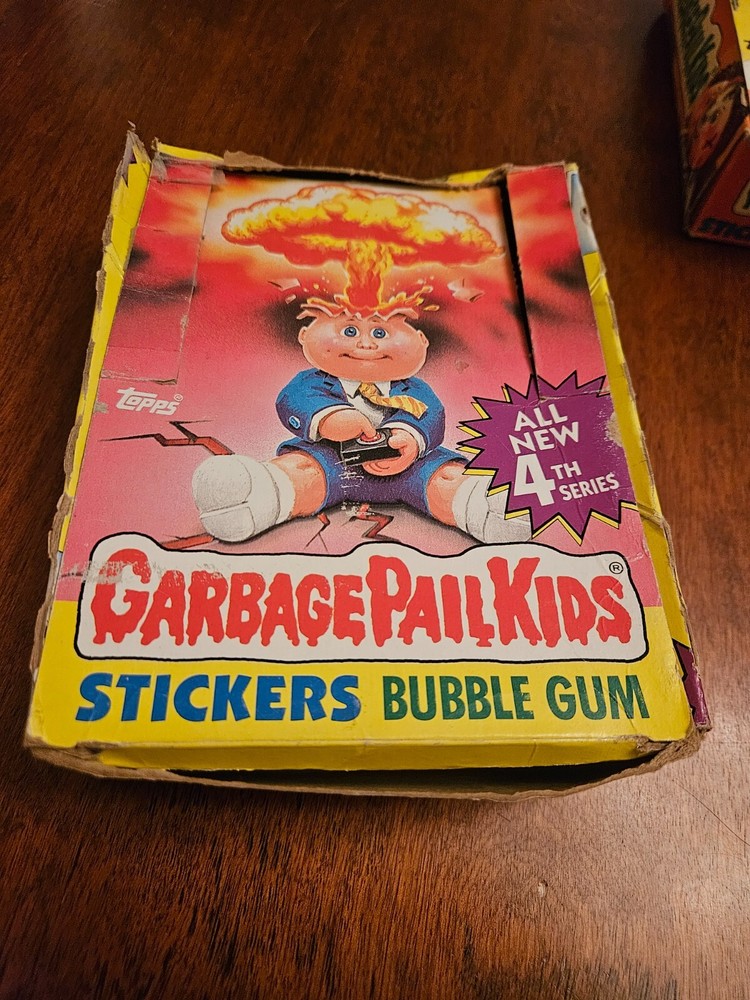 topps®
ALL
NEW
4TH
SERIES
GARBAGE PAIL KIDS®
STICKERS BUBBLE GUM